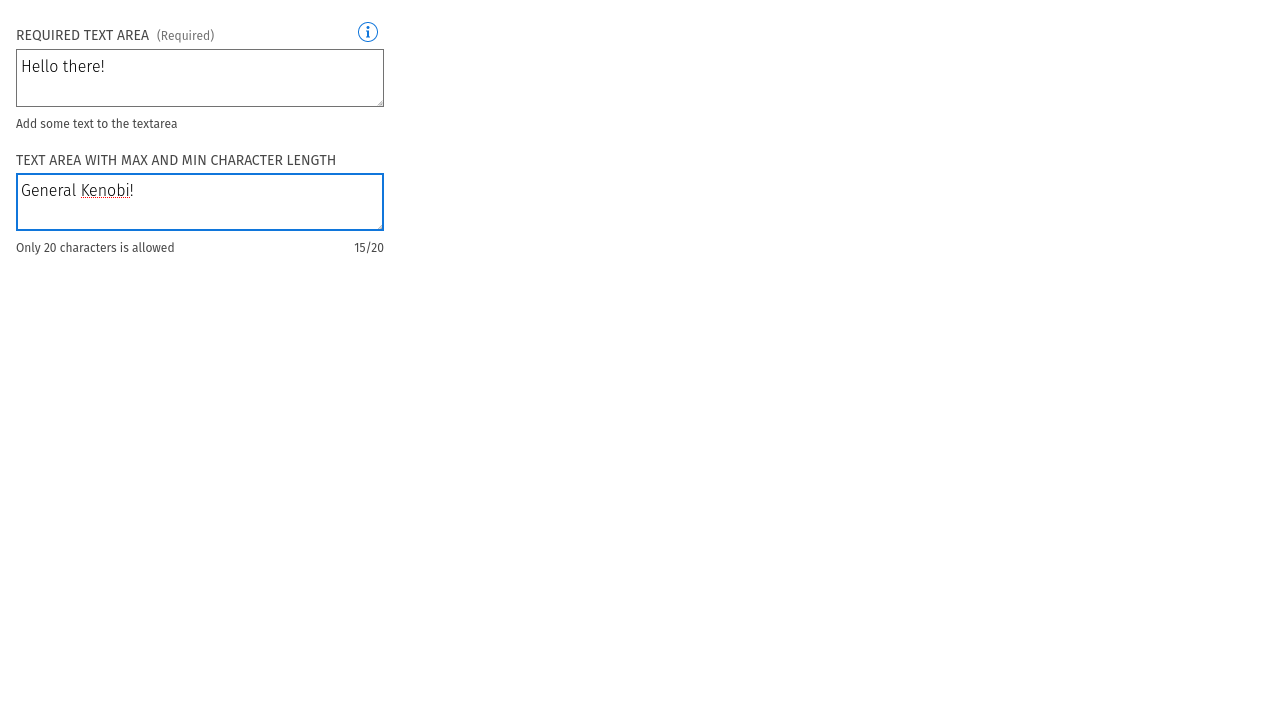 REQUIRED TEXT AREA (Required)
Hello there!
Add some text to the textarea
TEXT AREA WITH MAX AND MIN CHARACTER LENGTH
General Kenobi!
Only 20 characters is allowed 15/20